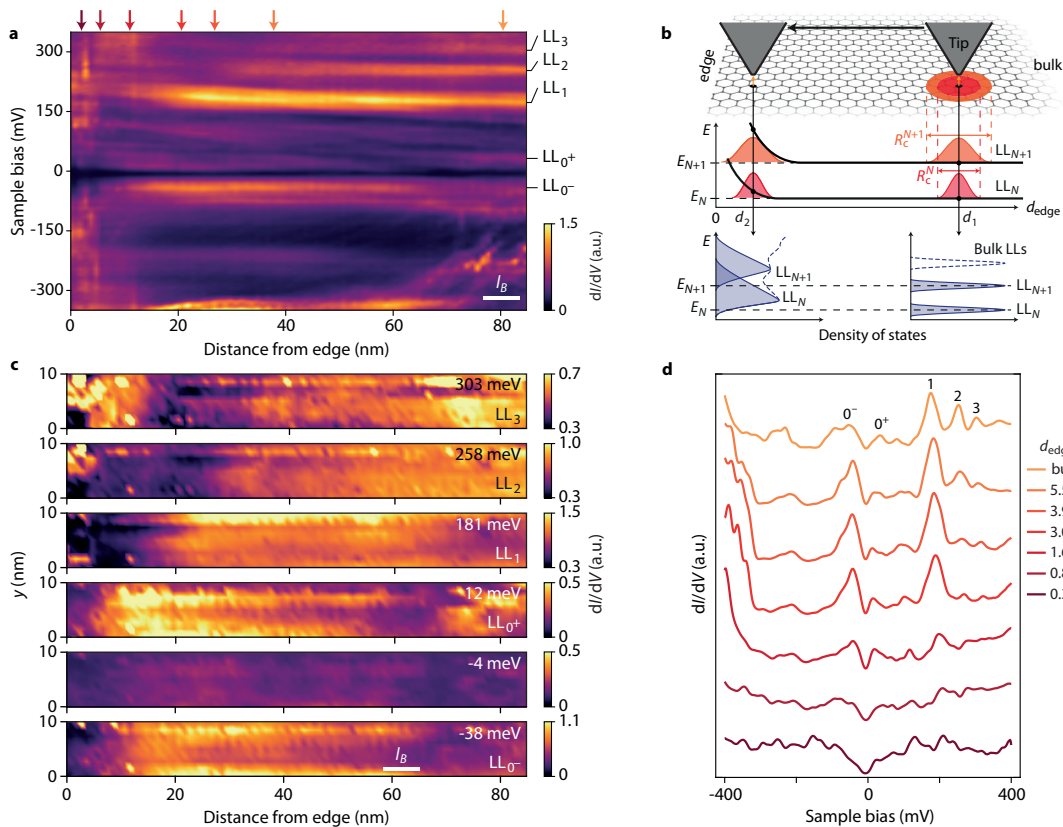 a
Sample bias (mV)
350
300
150
0
-150
-300
LL3
LL2
LL1
LL0+
LL0−
1.5
0
dI/dV (a.u.)
lB
0 20 40 60 80
Distance from edge (nm)
b
edge
Tip
bulk
E
RcN+1
LLN+1
EN+1
RcN
LLN
EN
0 d2 d1 dedge
E
Bulk LLs
LLN+1
LLN+1
EN+1
LLN
EN
LLN
Density of states
c
10
303 meV
LL3
0
0.7
0.3
10
258 meV
LL2
0
1.0
0.3
10
181 meV
LL1
0
1.5
0.3
10
12 meV
LL0+
0
0.5
0
10
-4 meV
0
0.5
0
10
-38 meV
LL0−
lB
0
1.1
0
y (nm)
dI/dV (a.u.)
0 20 40 60 80
Distance from edge (nm)
d
1
2
3
0−
0+
dI/dV (a.u.)
-400 0 400
Sample bias (mV)